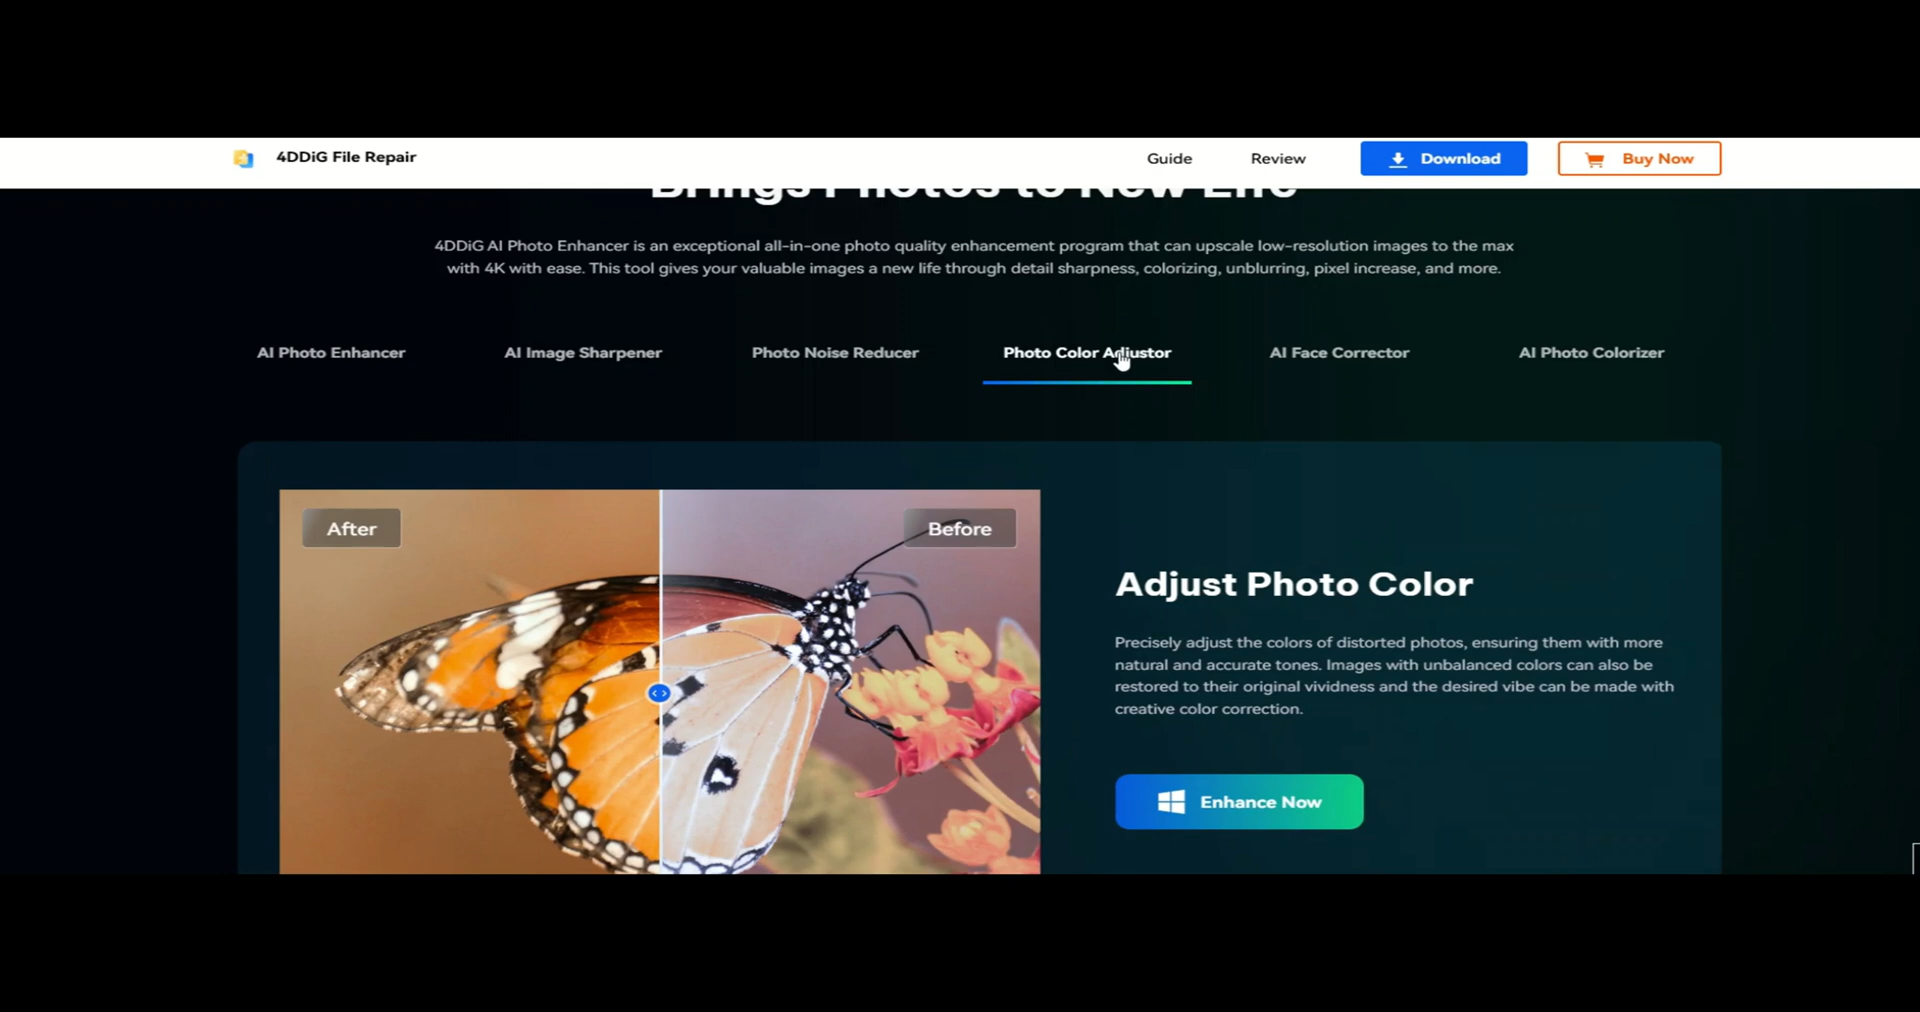 4DDiG File Repair
Guide
Review
Download
Buy Now
Brings Photos to New Life
4DDiG AI Photo Enhancer is an exceptional all-in-one photo quality enhancement program that can upscale low-resolution images to the max
with 4K with ease. This tool gives your valuable images a new life through detail sharpness, colorizing, unblurring, pixel increase, and more.
AI Photo Enhancer
AI Image Sharpener
Photo Noise Reducer
Photo Color Adjustor
AI Face Corrector
AI Photo Colorizer
After
Before
Adjust Photo Color
Precisely adjust the colors of distorted photos, ensuring them with more
natural and accurate tones. Images with unbalanced colors can also be
restored to their original vividness and the desired vibe can be made with
creative color correction.
Enhance Now